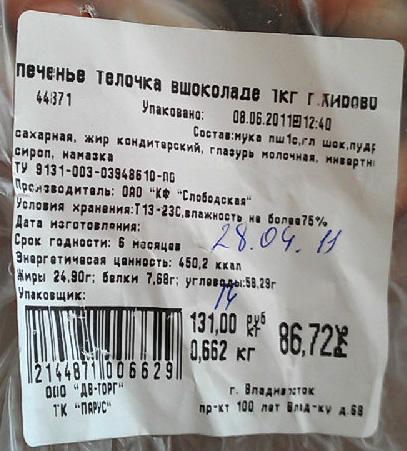 печенье телочка вшоколаде 1кг г.Кирово
44871 Упаковано: 08.06.2011 12:40
Состав:мука пш1с,гл шок,пудр
сахарная, жир кондитерский, глазурь молочная, инвертн
сироп, намазка
ТУ 9131-003-03948610-00
Производитель: ОАО "КФ "Слободская"
Условия хранения:Т13-23С,влажность не более75%
Дата изготовления: 28.04.11
Срок годности: 6 месяцев
Энергетическая ценность: 450,2 ккал
Жиры 24,90г; белки 7,68г; углеводы:58,29г
Упаковщик: 14
131,00 руб кг
0,662 кг 86,72 РУБ
2144871006629
ООО "ДВ-ТОРГ" г. Владивосток
ТК "ПАРУС" пр-кт 100 лет Влад-ку д.68